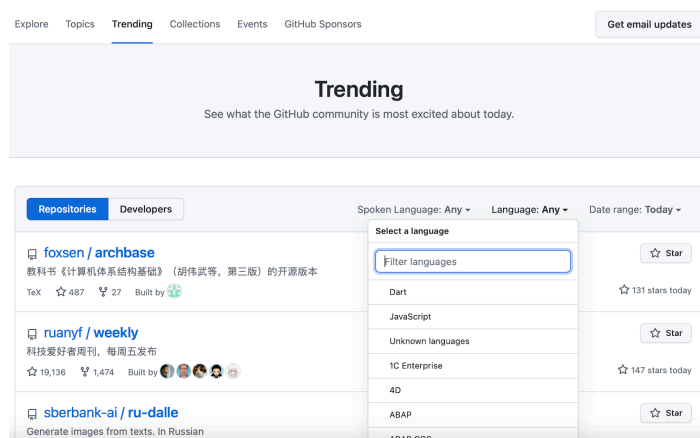 Explore Topics Trending Collections Events GitHub Sponsors Get email updates
Trending
See what the GitHub community is most excited about today.
Repositories Developers Spoken Language: Any Language: Any Date range: Today
Select a language
Filter languages
Dart
JavaScript
Unknown languages
1C Enterprise
4D
ABAP
foxsen / archbase Star
教科书《计算机体系结构基础》（胡伟武等，第三版）的开源版本
TeX 487 27 Built by 131 stars today
ruanyf / weekly Star
科技爱好者周刊，每周五发布
19,136 1,474 Built by 147 stars today
sberbank-ai / ru-dalle Star
Generate images from texts. In Russian